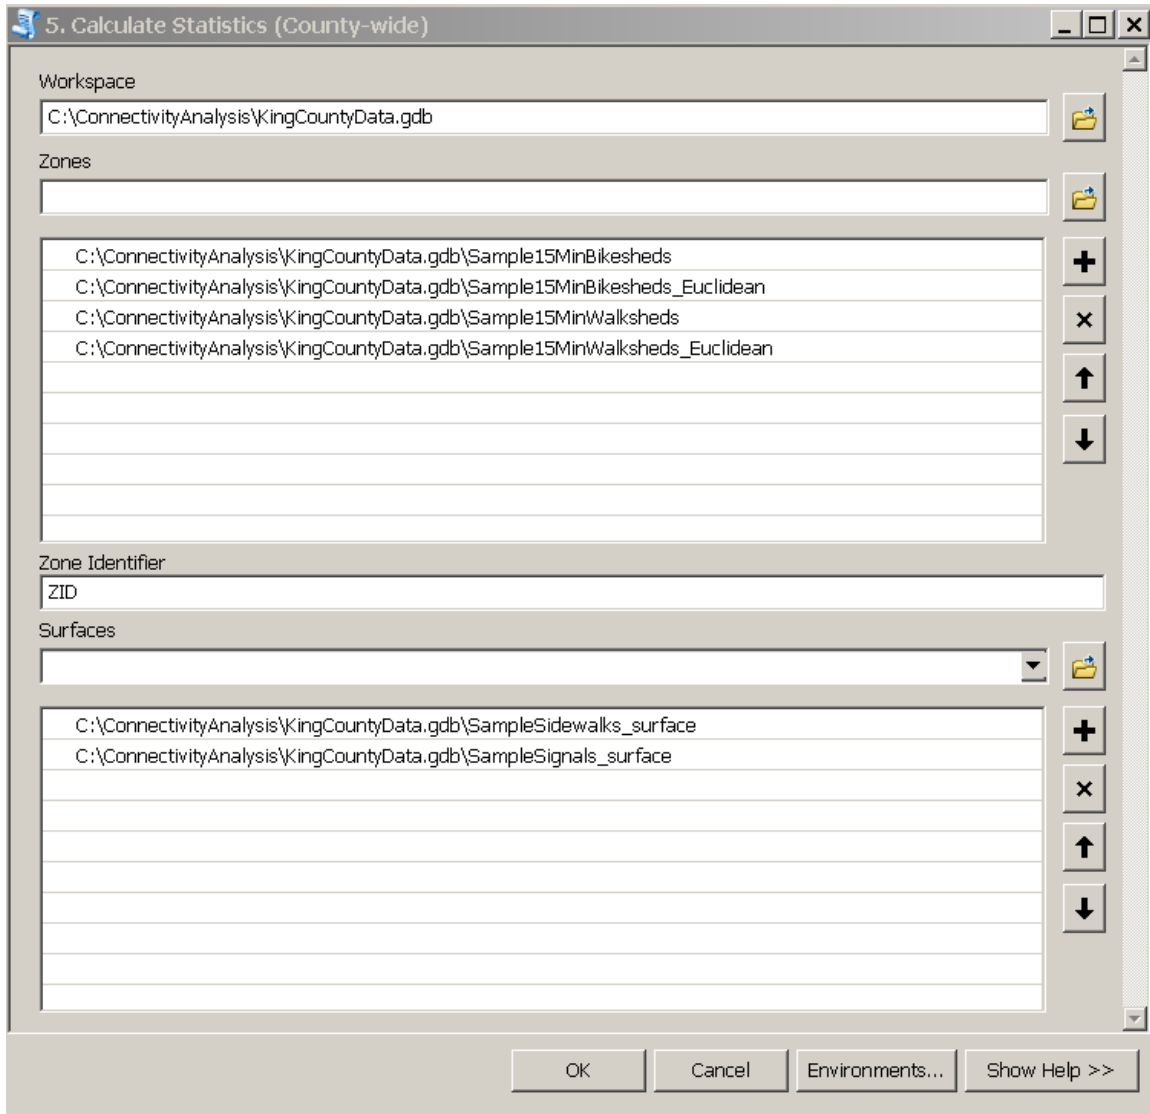 5. Calculate Statistics (County-wide)
Workspace
C:\ConnectivityAnalysis\KingCountyData.gdb
Zones
C:\ConnectivityAnalysis\KingCountyData.gdb\Sample15MinBikesheds
C:\ConnectivityAnalysis\KingCountyData.gdb\Sample15MinBikesheds_Euclidean
C:\ConnectivityAnalysis\KingCountyData.gdb\Sample15MinWalksheds
C:\ConnectivityAnalysis\KingCountyData.gdb\Sample15MinWalksheds_Euclidean
Zone Identifier
ZID
Surfaces
C:\ConnectivityAnalysis\KingCountyData.gdb\SampleSidewalks_surface
C:\ConnectivityAnalysis\KingCountyData.gdb\SampleSignals_surface
OK Cancel Environments... Show Help >>